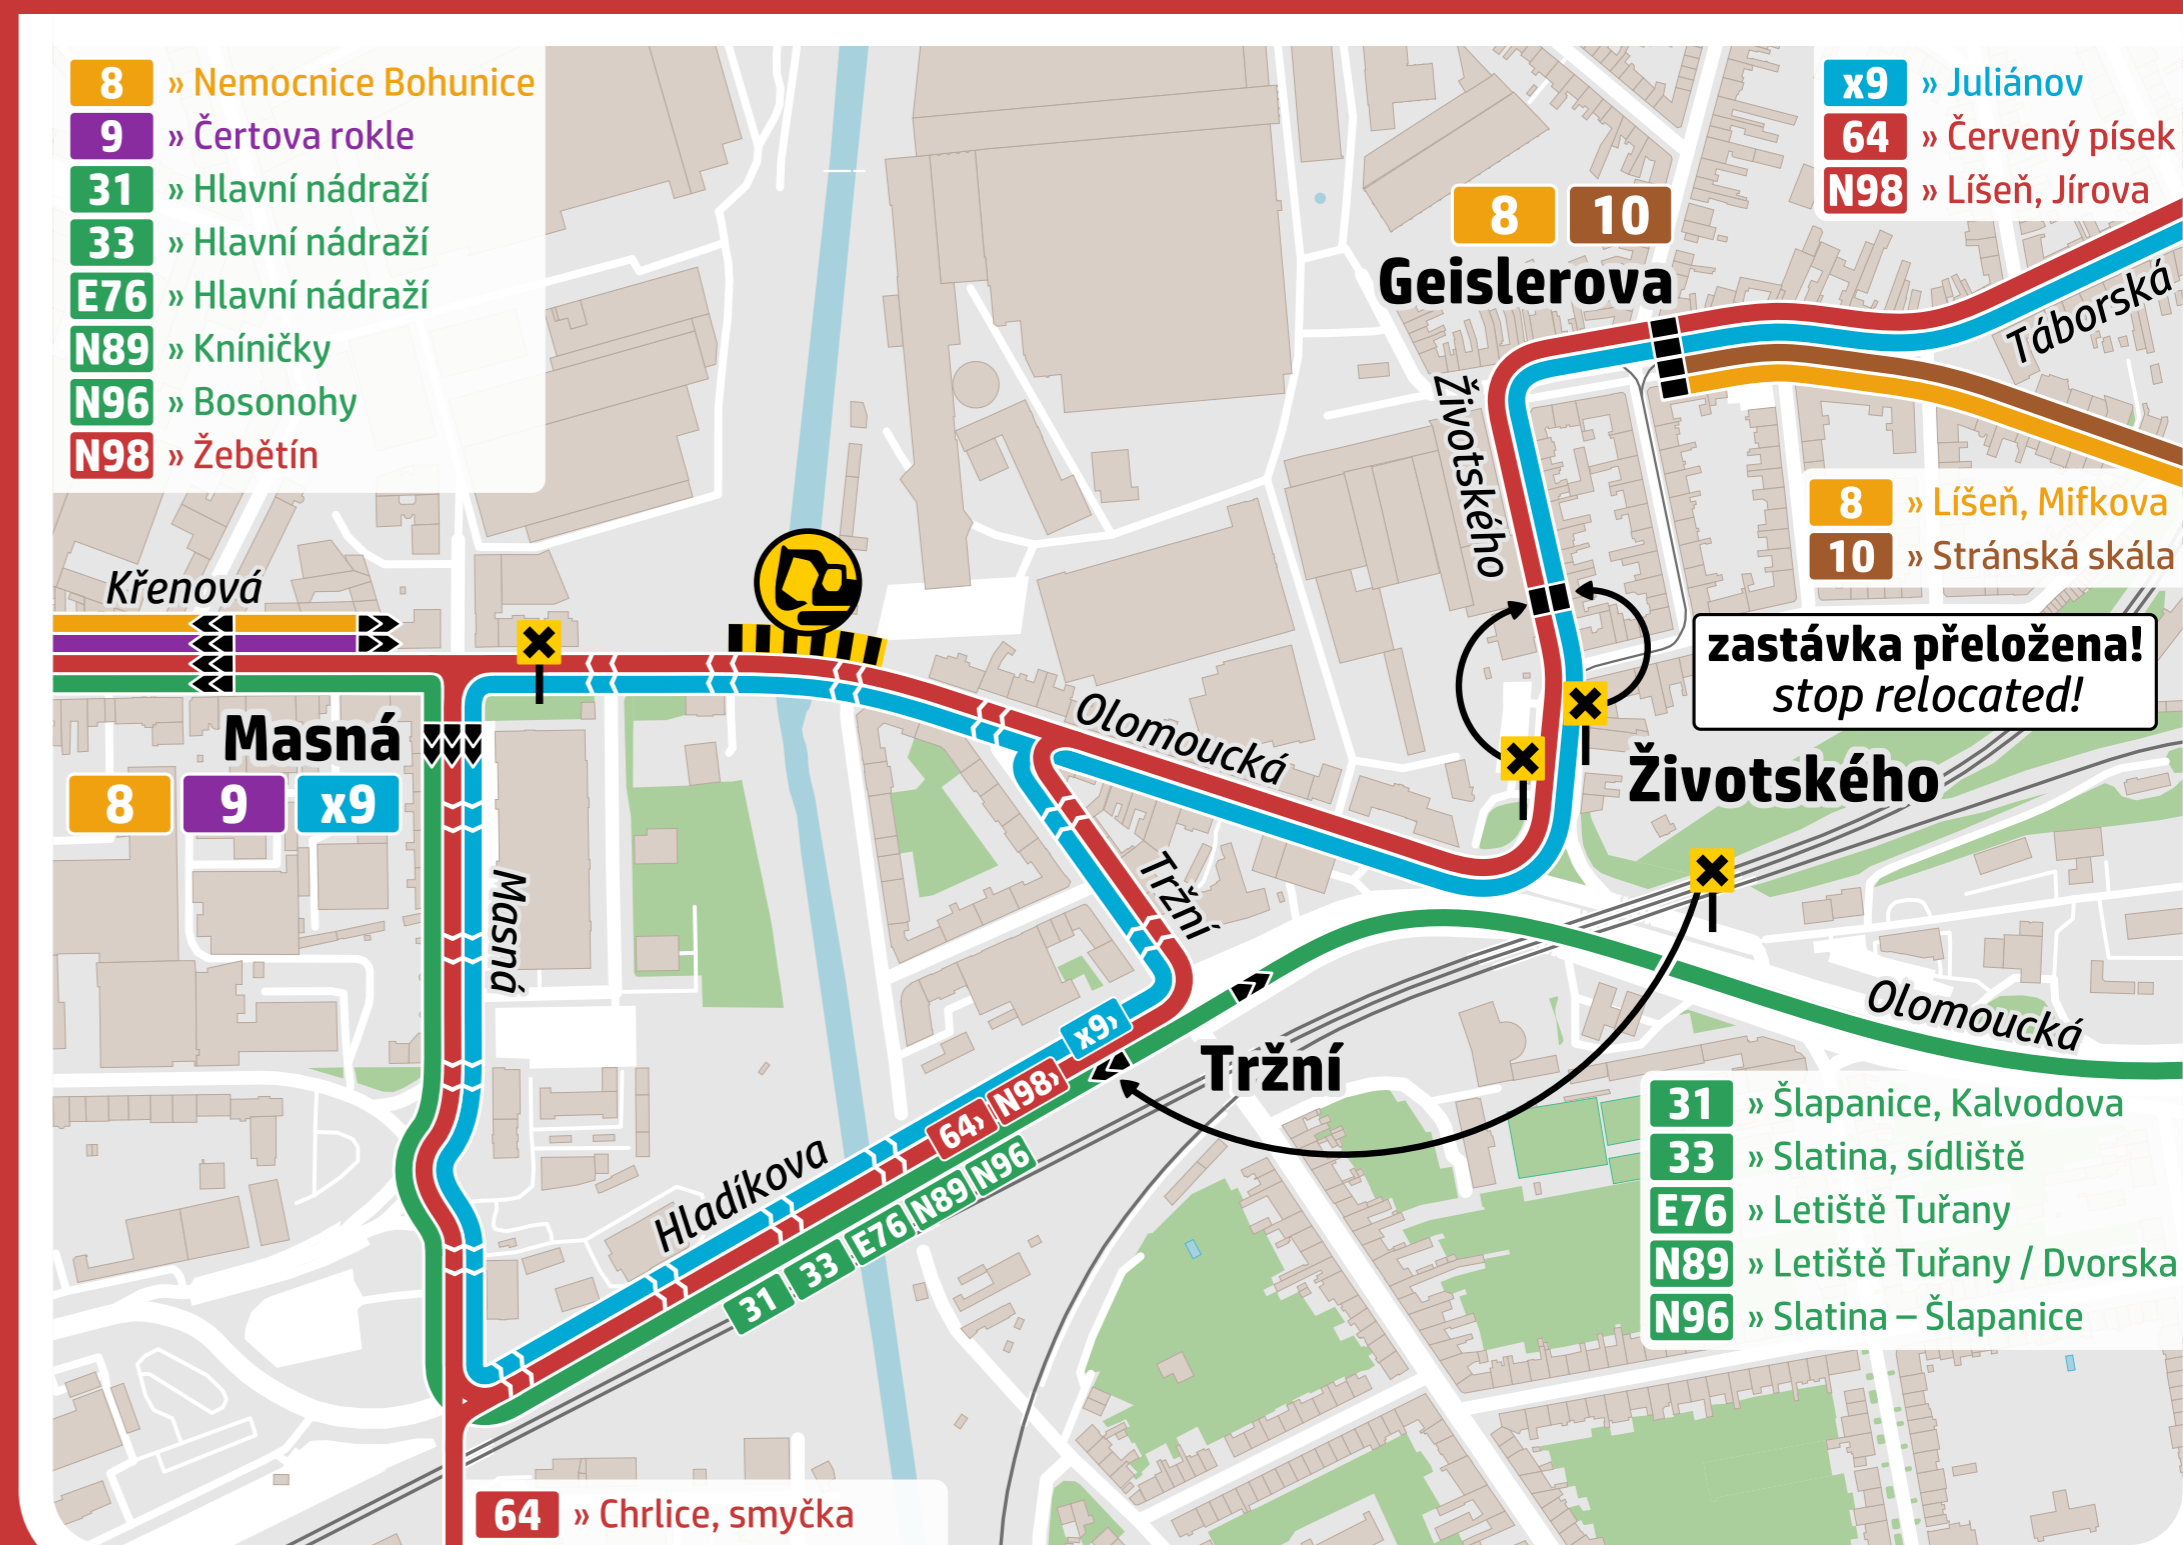 8 » Nemocnice Bohunice
9 » Čertova rokle
31 » Hlavní nádraží
33 » Hlavní nádraží
E76 » Hlavní nádraží
N89 » Kníničky
N96 » Bosonohy
N98 » Žebětín
x9 » Juliánov
64 » Červený písek
N98 » Líšeň, Jírova
8 10
Geislerova
Táborská
Životského
8 » Líšeň, Mifkova
10 » Stránská skála
Křenová
zastávka přeložena!
stop relocated!
Masná
8 9 x9
Olomoucká
Životského
Masná
Tržní
Olomoucká
x9›
Tržní
64› N98›
Hladíkova
31 33 E76 N89 N96
31 » Šlapanice, Kalvodova
33 » Slatina, sídliště
E76 » Letiště Tuřany
N89 » Letiště Tuřany / Dvorska
N96 » Slatina – Šlapanice
64 » Chrlice, smyčka